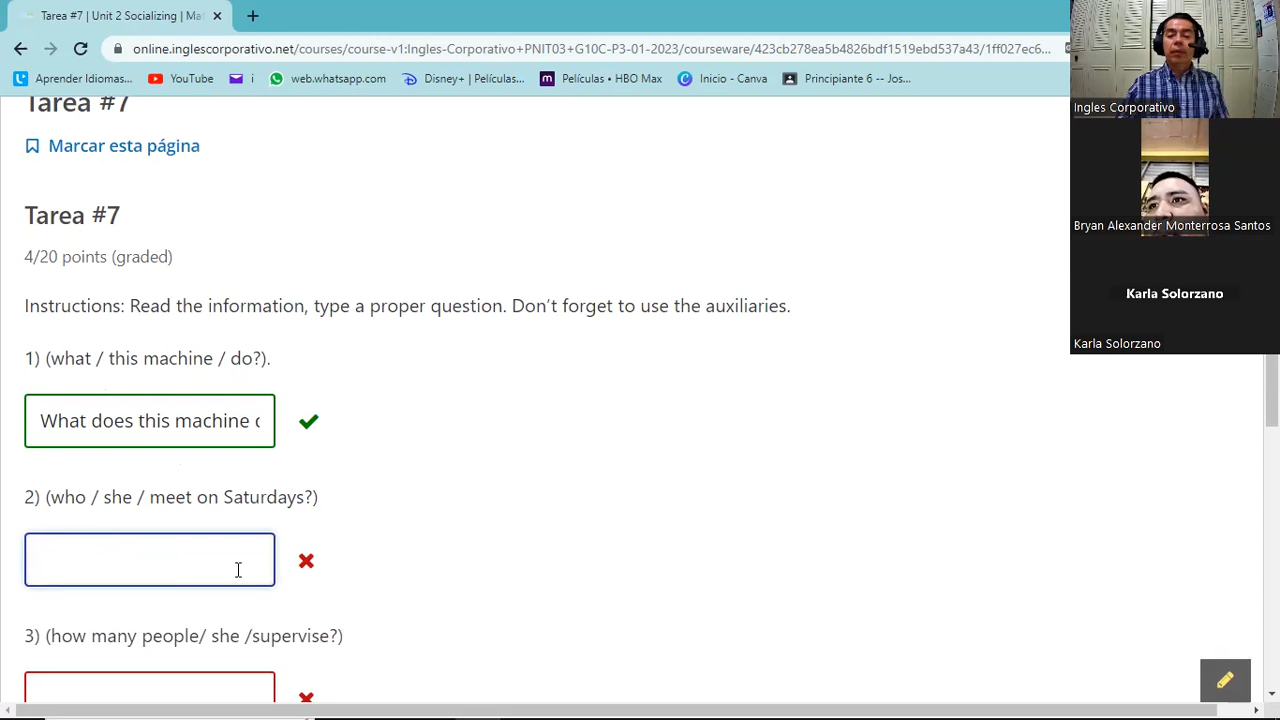 Tarea #7 | Unit 2 Socializing | Ma
online.inglescorporativo.net/courses/course-v1:Ingles-Corporativo+PNIT03+G10C-P3-01-2023/courseware/423cb278ea5b4826bdff519ebd537a43/1ff027ec6...
Aprender Idiomas... YouTube i web.whatsapp.com Disney+ | Películas... Películas • HBO Max Inicio - Canva Principiante 6 -- Jos...
Ingles Corporativo
Bryan Alexander Monterrosa Santos
Karla Solorzano
Karla Solorzano
Tarea #7
Marcar esta página
Tarea #7
4/20 points (graded)
Instructions: Read the information, type a proper question. Don’t forget to use the auxiliaries.
1) (what / this machine / do?).
What does this machine
2) (who / she / meet on Saturdays?)
3) (how many people/ she /supervise?)